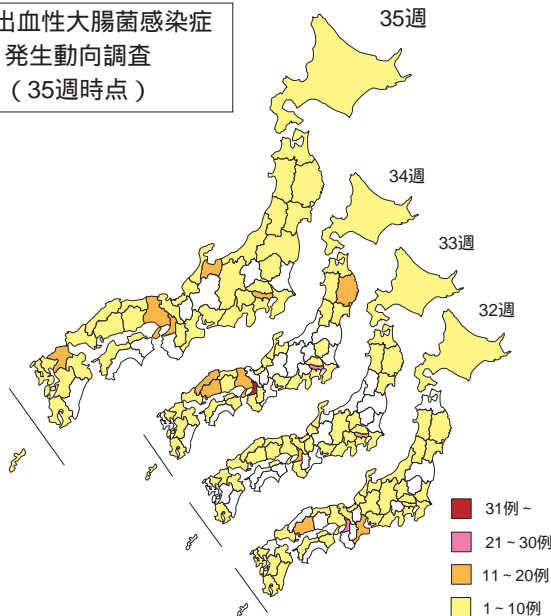 出血性大腸菌感染症
発生動向調査
(35週時点)
35週
34週
33週
32週
31例~
21~30例
11~20例
1~10例